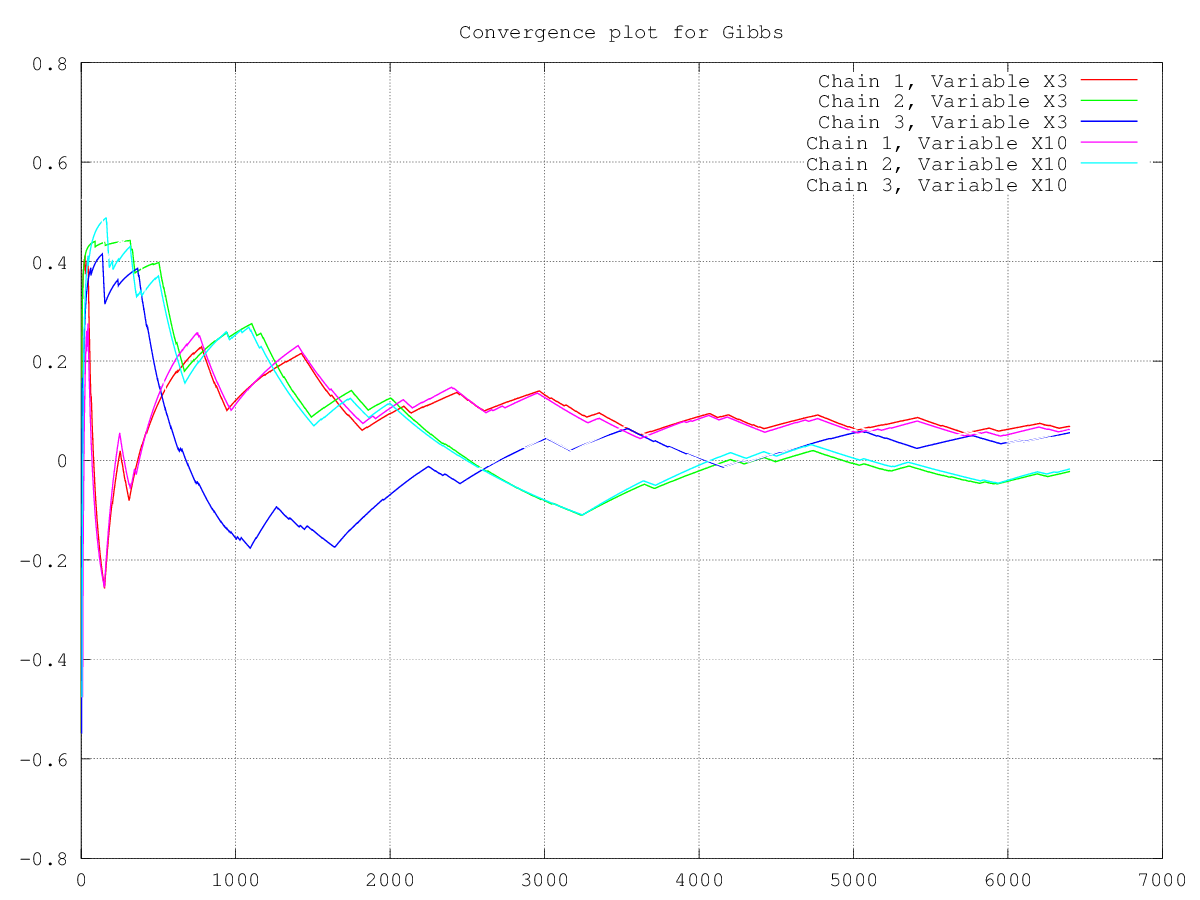 Convergence plot for Gibbs
0.8
Chain 1, Variable X3
Chain 2, Variable X3
Chain 3, Variable X3
Chain 1, Variable X10
Chain 2, Variable X10
Chain 3, Variable X10
0.6
0.4
0.2
0
-0.2
-0.4
-0.6
-0.8
0 1000 2000 3000 4000 5000 6000 7000